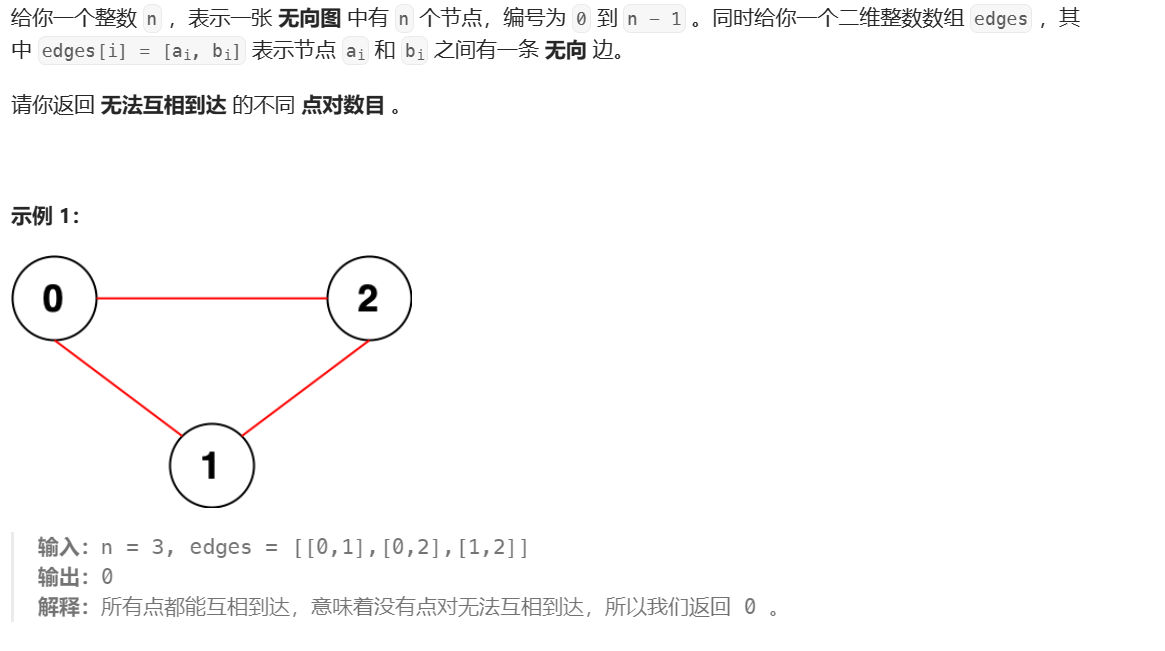 给你一个整数 n ，表示一张 无向图 中有 n 个节点，编号为 0 到 n - 1 。同时给你一个二维整数数组 edges ，其
中 edges[i] = [aᵢ, bᵢ] 表示节点 aᵢ 和 bᵢ 之间有一条 无向 边。
请你返回 无法互相到达 的不同 点对数目 。
示例 1：
0
2
1
输入：n = 3, edges = [[0,1],[0,2],[1,2]]
输出：0
解释：所有点都能互相到达，意味着没有点对无法互相到达，所以我们返回 0 。